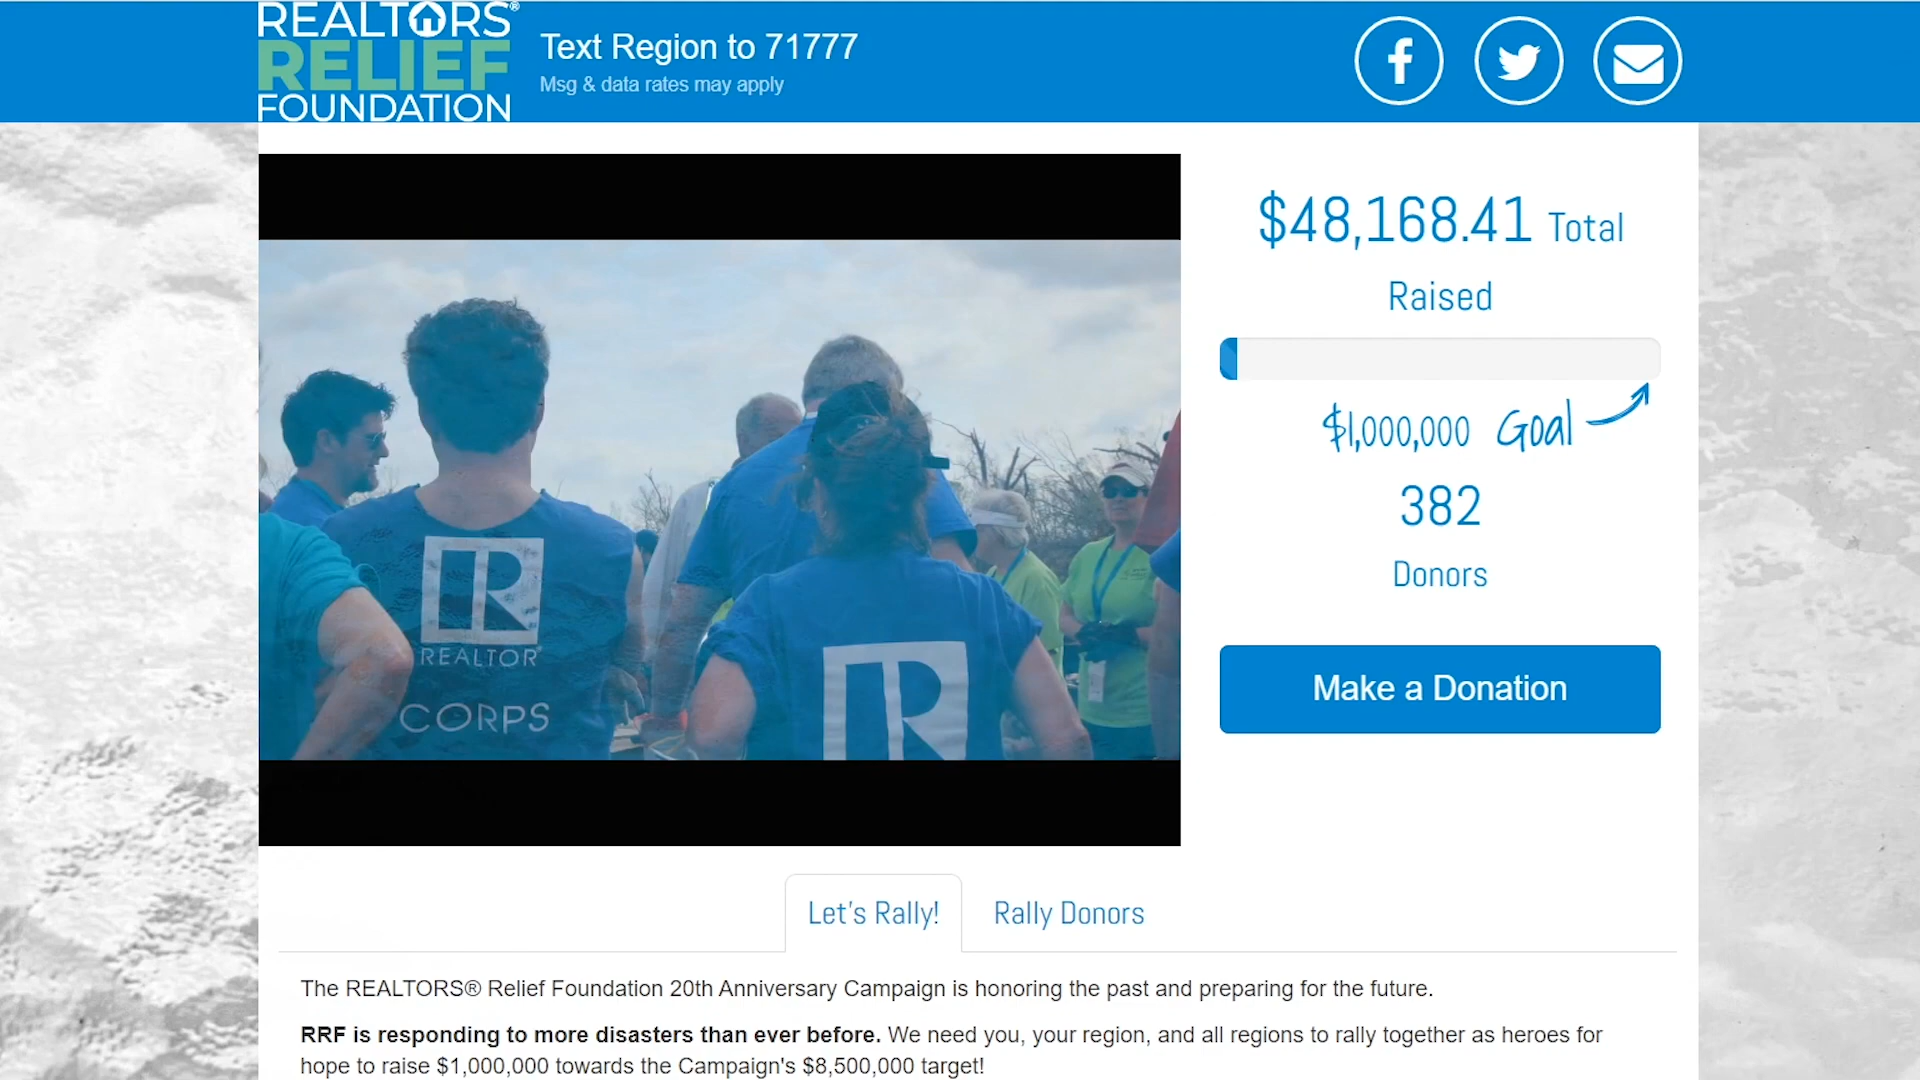 REALTORS®
RELIEF
FOUNDATION
Text Region to 71777
Msg & data rates may apply
$48,168.41 Total
Raised
$1,000,000 Goal
382
Donors
Make a Donation
R
REALTOR®
CORPS
R
Let's Rally!
Rally Donors
The REALTORS® Relief Foundation 20th Anniversary Campaign is honoring the past and preparing for the future.
RRF is responding to more disasters than ever before. We need you, your region, and all regions to rally together as heroes for
hope to raise $1,000,000 towards the Campaign's $8,500,000 target!